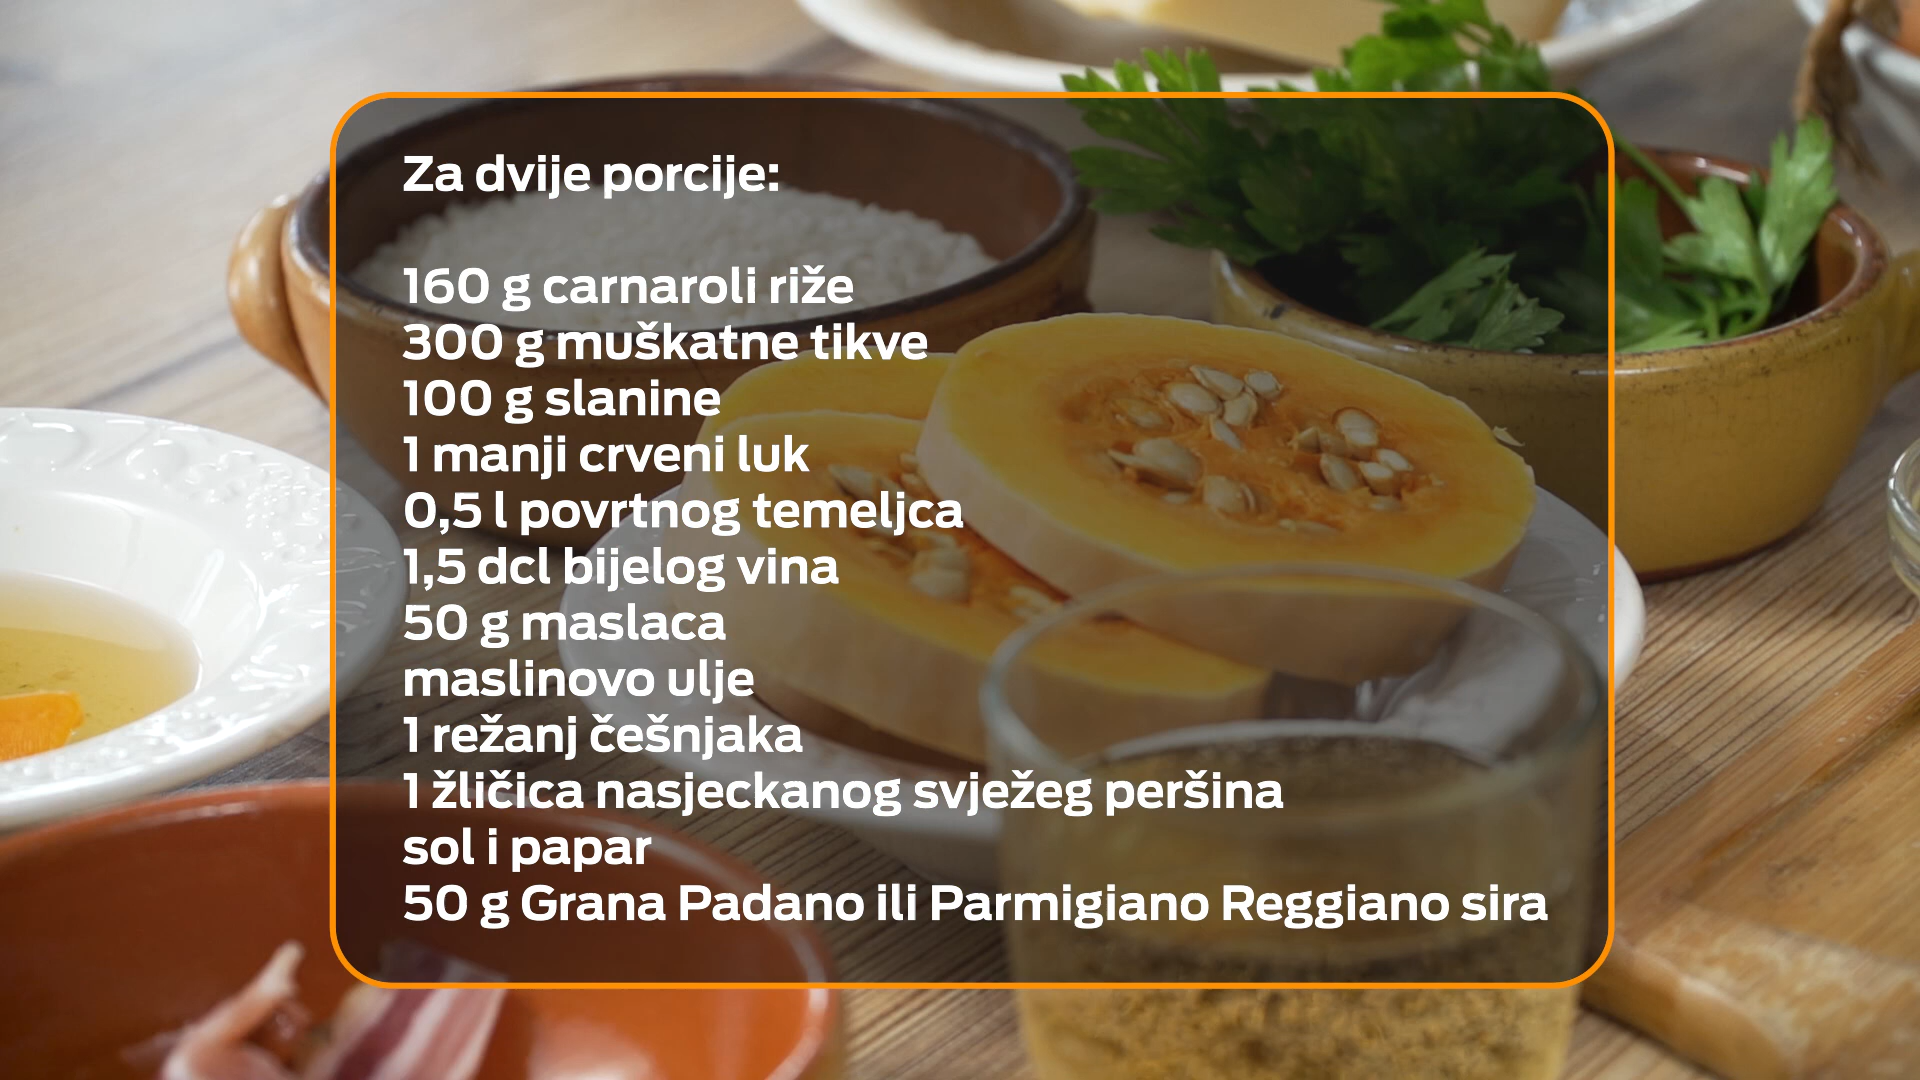 Za dvije porcije:
160 g carnaroli riže
300 g muškatne tikve
100 g slanine
1 manji crveni luk
0,5 l povrtnog temeljca
1,5 dcl bijelog vina
50 g maslaca
maslinovo ulje
1 režanj češnjaka
1 žličica nasjeckanog svježeg peršina
sol i papar
50 g Grana Padano ili Parmigiano Reggiano sira